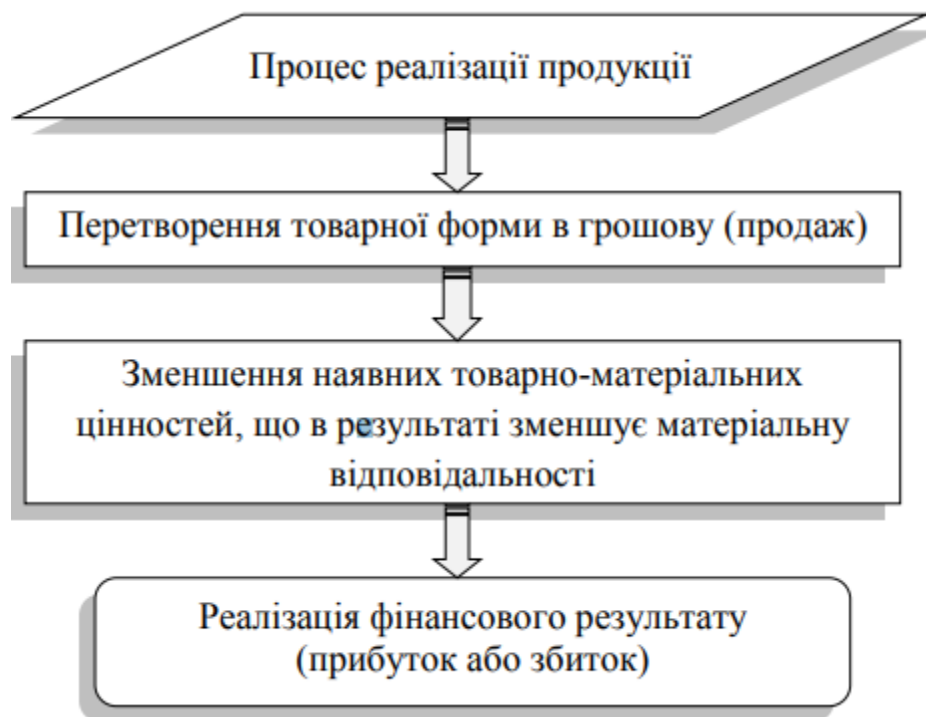 Процес реалізації продукції
Перетворення товарної форми в грошову (продаж)
Зменшення наявних товарно-матеріальних
цінностей, що в результаті зменшує матеріальну
відповідальності
Реалізація фінансового результату
(прибуток або збиток)